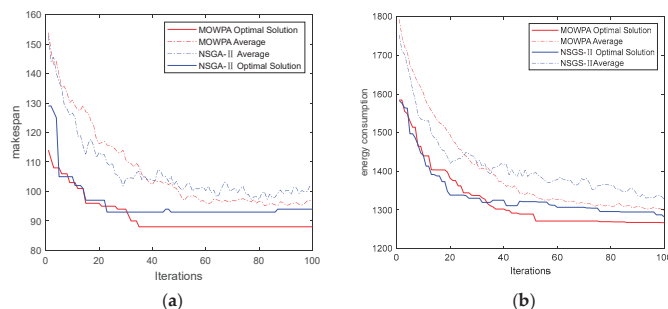 (a)
160
150
140
130
120
110
100
90
80
makespan
0
20
40
60
80
100
Iterations
MOWPA Optimal Solution
MOWPA Average
NSGA-II Average
NSGA-II Optimal Solution
(a)
(b)
1800
1700
1600
1500
1400
1300
1200
energy consumption
0
20
40
60
80
100
Iterations
MOWPA Optimal Solution
MOWPA Average
NSGS-II Optimal Solution
NSGS-IIAverage
(b)